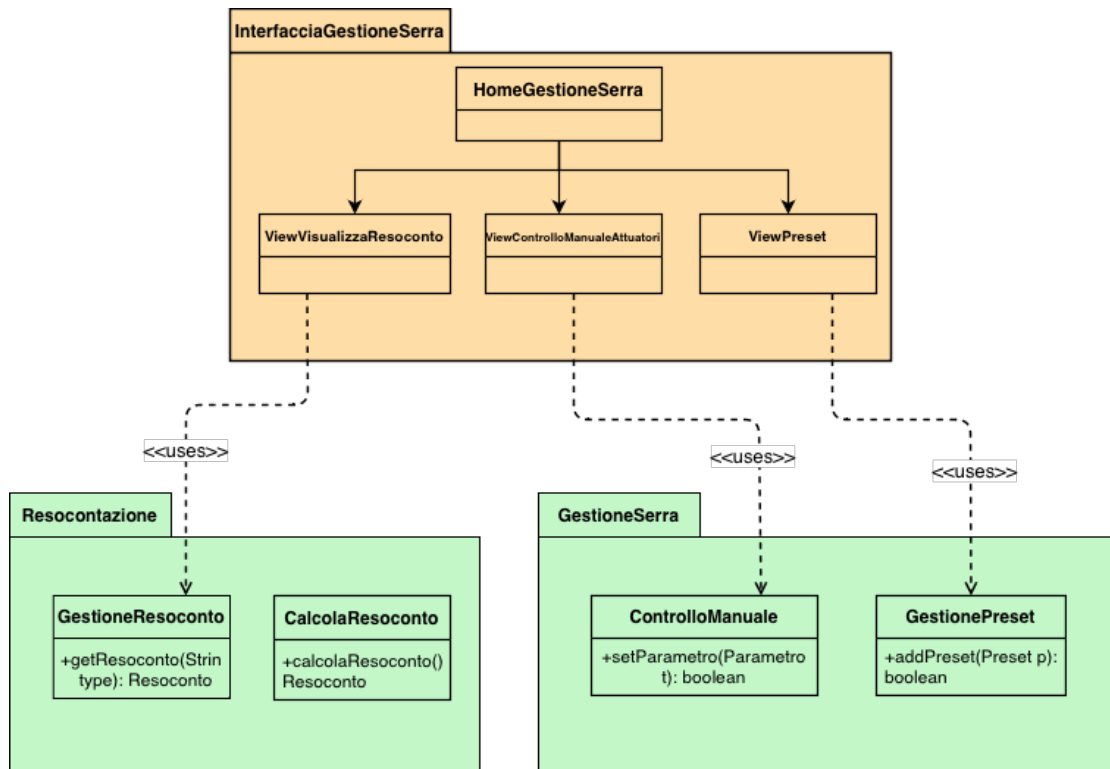 InterfacciaGestioneSerra
HomeGestioneSerra
ViewVisualizzaResoconto
ViewControlloManualeAttuatori
ViewPreset
<<uses>>
<<uses>>
<<uses>>
Resocontazione
GestioneSerra
GestioneResoconto
+getResoconto(Strin
type): Resoconto
CalcolaResoconto
+calcolaResoconto()
Resoconto
ControlloManuale
+setParametro(Parametro
t): boolean
GestionePreset
+addPreset(Preset p):
boolean